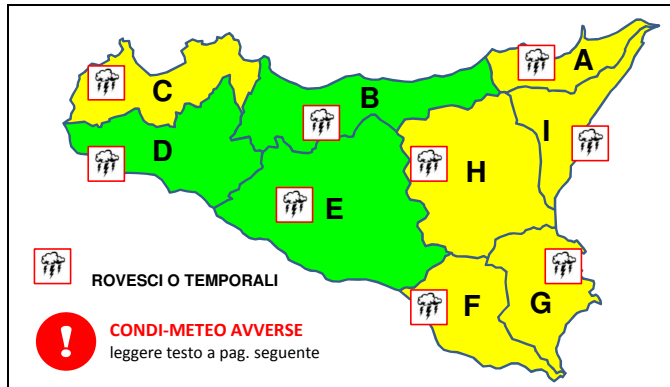 A
C
B
I
D
H
E
F
G
ROVESCI O TEMPORALI
!
CONDI-METEO AVVERSE
leggere testo a pag. seguente